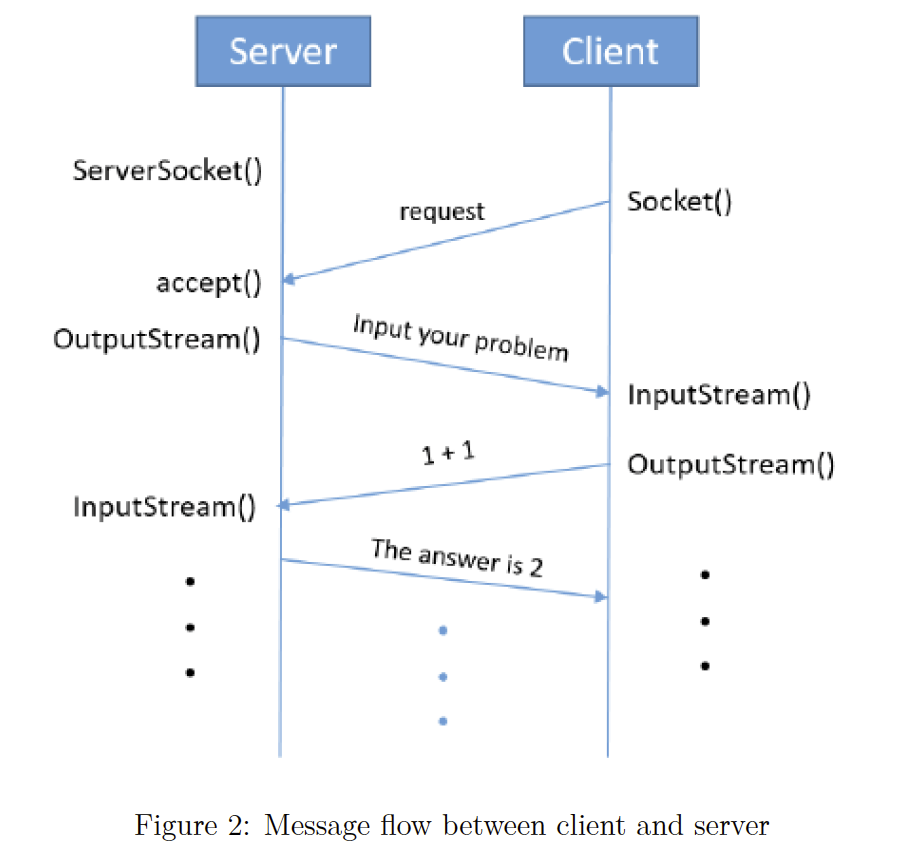 Server
Client
ServerSocket()
Socket()
request
accept()
OutputStream()
Input your problem
InputStream()
1 + 1
OutputStream()
InputStream()
The answer is 2
Figure 2: Message flow between client and server